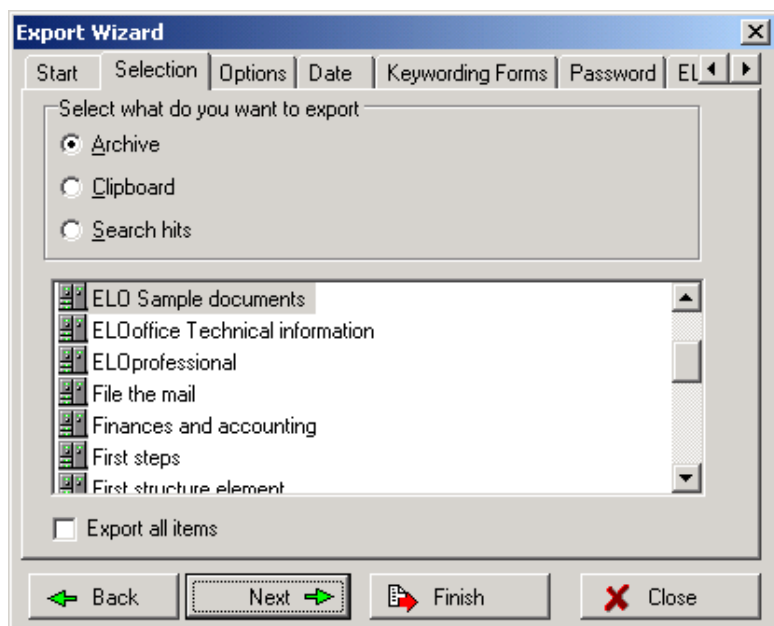 Export Wizard
Start Selection Options Date Keywording Forms Password EL
Select what do you want to export
Archive
Clipboard
Search hits
ELO Sample documents
ELOoffice Technical information
ELOprofessional
File the mail
Finances and accounting
First steps
First structure element
Export all items
Back Next Finish Close